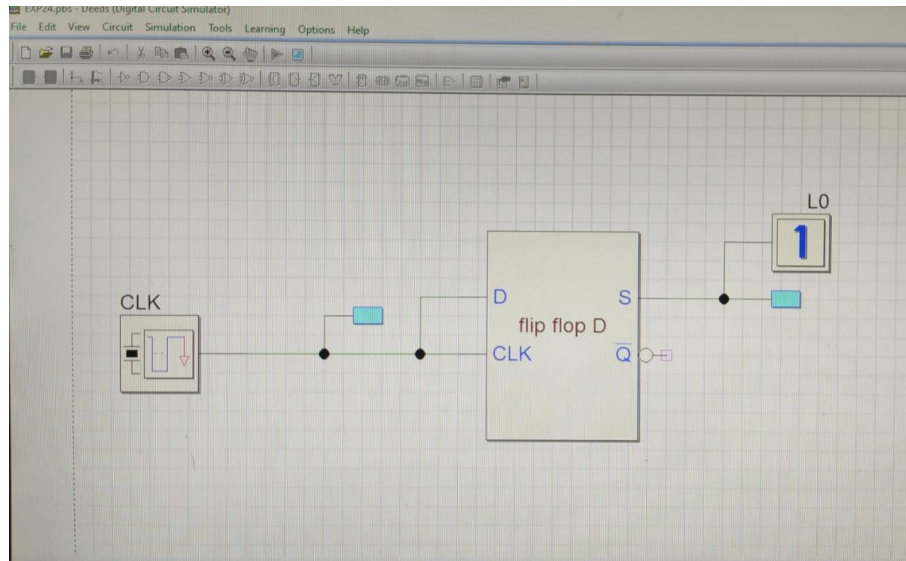 EXP24.pbs - Deeds (Digital Circuit Simulator)
File Edit View Circuit Simulation Tools Learning Options Help
L0
1
CLK
D
S
flip flop D
CLK
Q̅